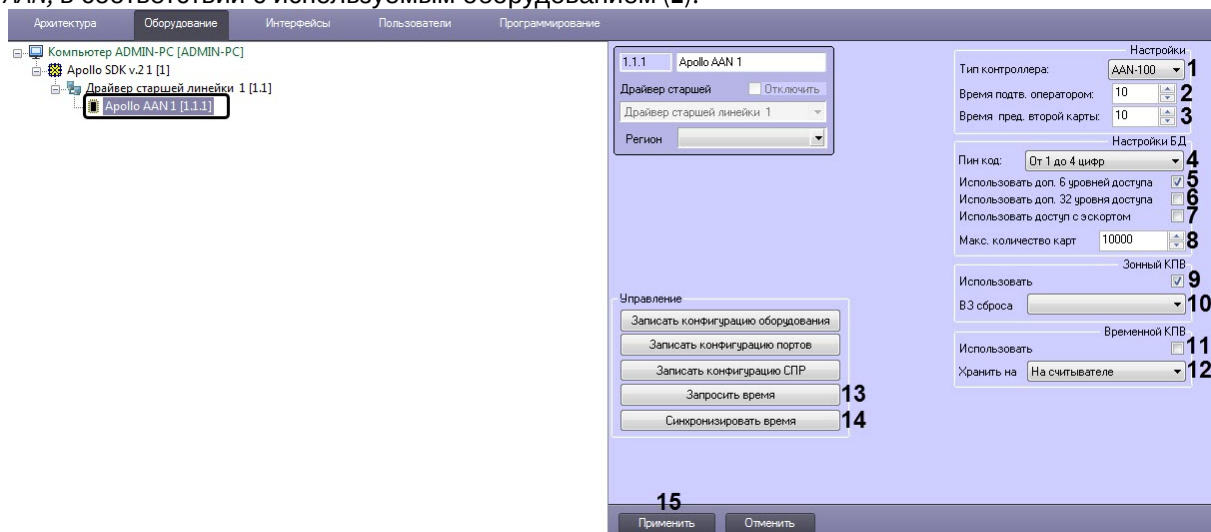 ААН, в соответствии с используемым оборудованием (1).
Архитектура Оборудование Интерфейсы Пользователи Программирование
Компьютер ADMIN-PC [ADMIN-PC]
Apollo SDK v.2 1 [1]
Драйвер старшей линейки 1 [1.1]
Apollo AAN 1 [1.1.1]
1.1.1 Apollo AAN 1
Драйвер старшей Отключить
Драйвер старшей линейки 1
Регион
Управление
Записать конфигурацию оборудования
Записать конфигурацию портов
Записать конфигурацию СПР
Запросить время 13
Синхронизировать время 14
15
Применить Отменить
Настройки
Тип контроллера: AAN-100 1
Время подтв. оператором: 10 2
Время пред. второй карты: 10 3
Настройки БД
Пин код: От 1 до 4 цифр 4
Использовать доп. 6 уровней доступа 5
Использовать доп. 32 уровня доступа 6
Использовать доступ с эскортом 7
Макс. количество карт 10000 8
Зонный КПВ
Использовать 9
ВЗ сброса 10
Временной КПВ
Использовать 11
Хранить на На считывателе 12